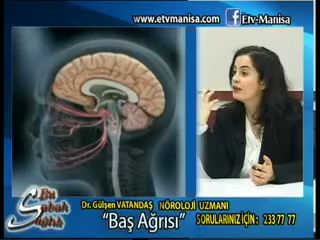 www.etvmanisa.com
Etv-Manisa
Bu
Sabah
Sağlık
Dr. Gülşen VATANDAŞ NÖROLOJİ UZMANI
"Baş Ağrısı"
SORULARINIZ İÇİN : 233 77 77